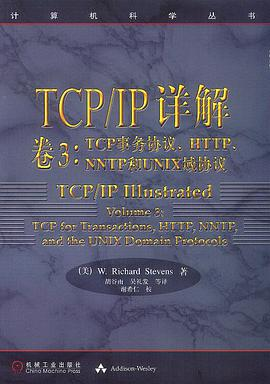 计算机科学丛书
TCP/IP 详解
卷3:TCP事务协议、HTTP、
NNTP和UNIX域协议
TCP/IP Illustrated
Volume 3:
TCP for Transactions, HTTP, NNTP,
and the UNIX Domain Protocols
(美) W. Richard Stevens 著
胡谷雨 吴礼发 等译
谢希仁 校
机械工业出版社
China Machine Press
Addison-Wesley